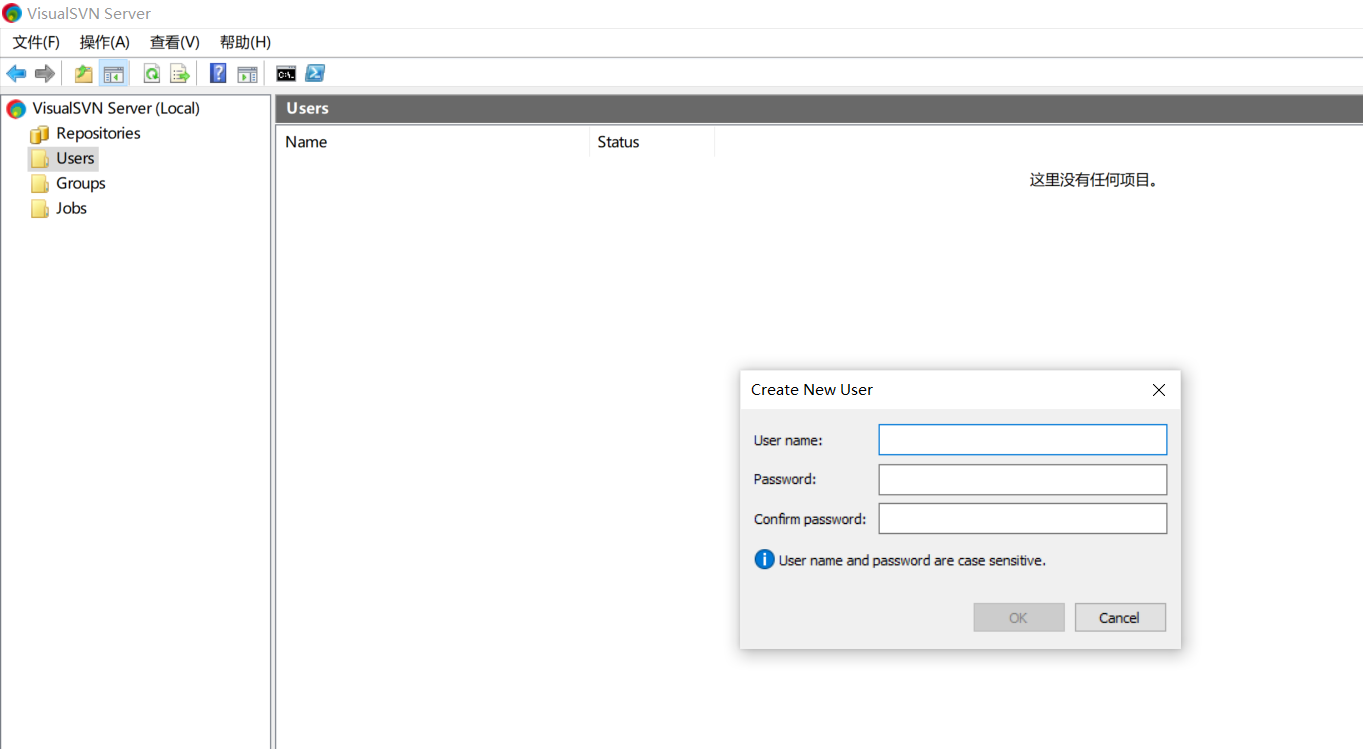 VisualSVN Server
文件(F) 操作(A) 查看(V) 帮助(H)
VisualSVN Server (Local)
Repositories
Users
Groups
Jobs
Users
Name Status
这里没有任何项目。
Create New User
User name:
Password:
Confirm password:
User name and password are case sensitive.
OK Cancel